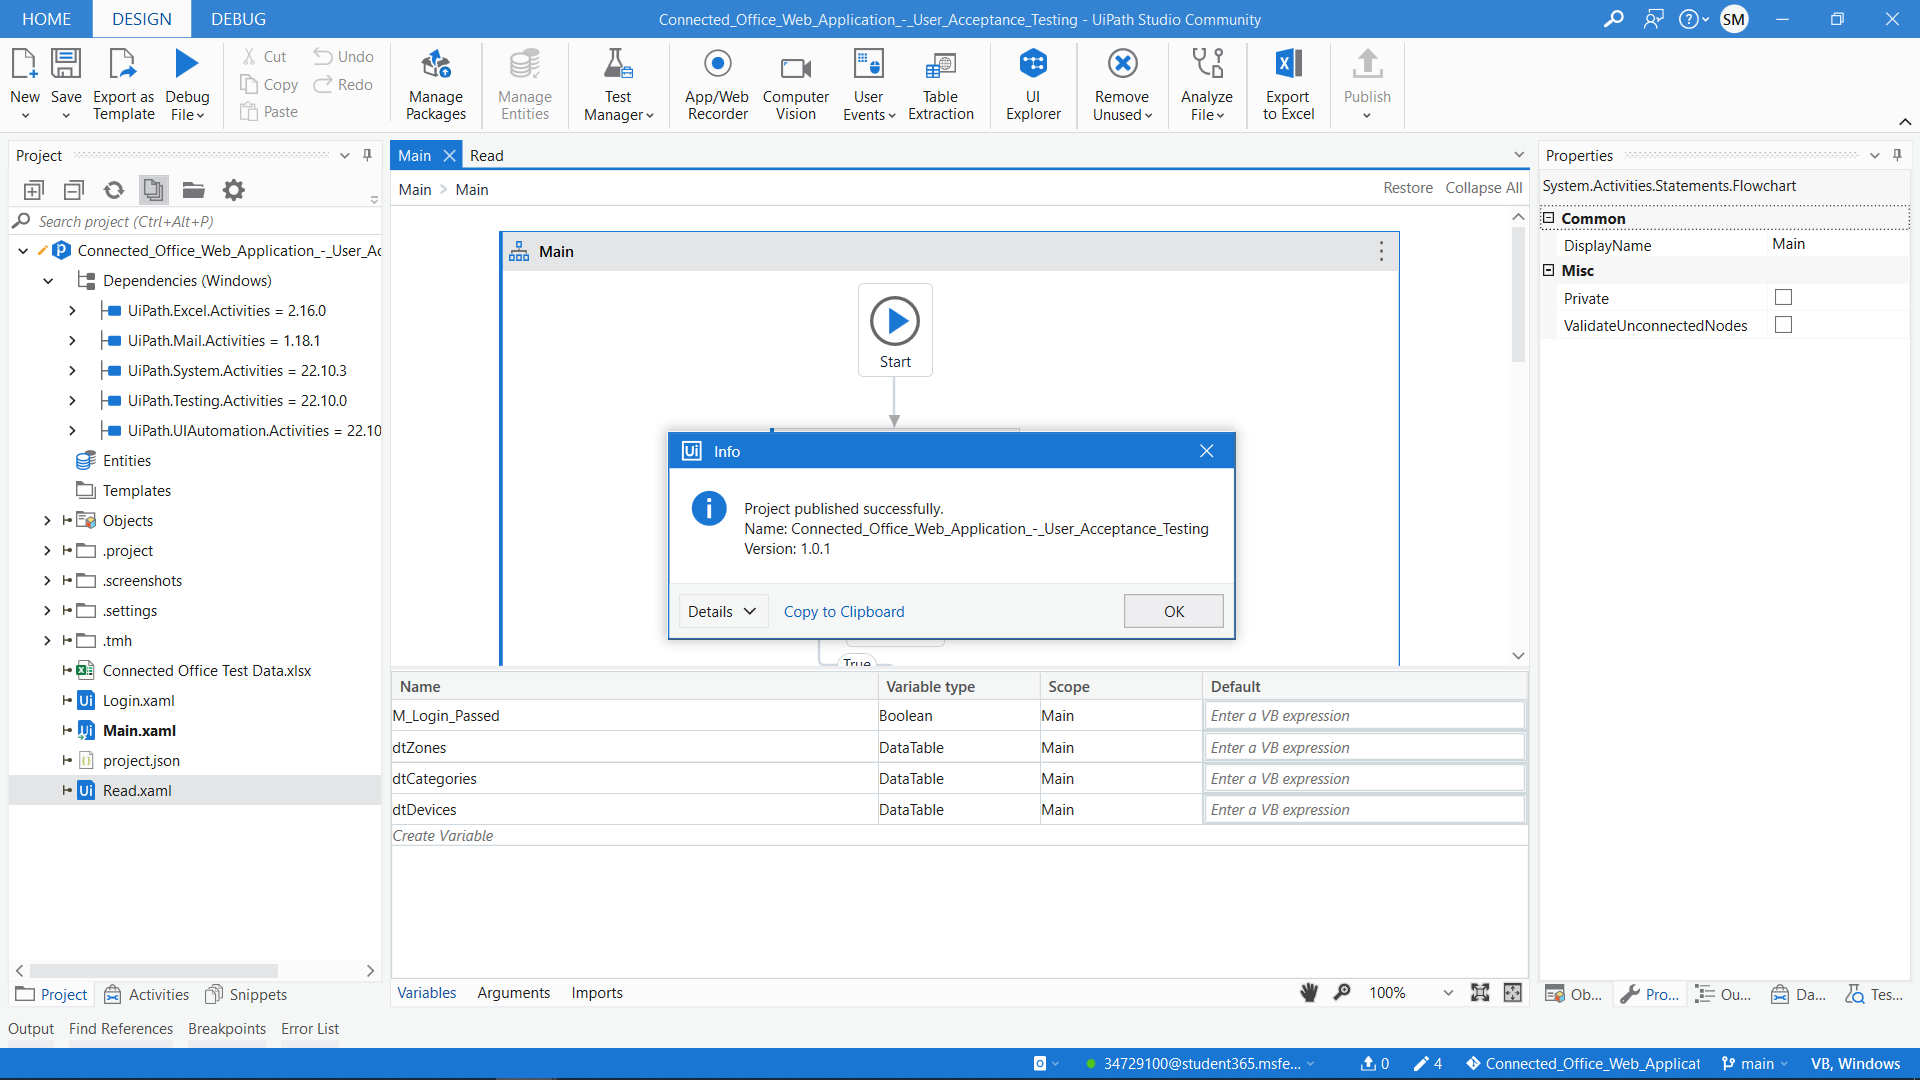 HOME DESIGN DEBUG Connected_Office_Web_Application_-_User_Acceptance_Testing - UiPath Studio Community SM
New Save Export as Template Debug File Cut Copy Paste Undo Redo Manage Packages Manage Entities Test Manager App/Web Recorder Computer Vision User Events Table Extraction UI Explorer Remove Unused Analyze File Export to Excel Publish
Project
Search project (Ctrl+Alt+P)
Connected_Office_Web_Application_-_User_Ac
Dependencies (Windows)
UiPath.Excel.Activities = 2.16.0
UiPath.Mail.Activities = 1.18.1
UiPath.System.Activities = 22.10.3
UiPath.Testing.Activities = 22.10.0
UiPath.UIAutomation.Activities = 22.10
Entities
Templates
Objects
.project
.screenshots
.settings
.tmh
Connected Office Test Data.xlsx
Login.xaml
Main.xaml
project.json
Read.xaml
Project Activities Snippets
Main Read
Main > Main Restore Collapse All
Main
Start
True
Ui Info
Project published successfully.
Name: Connected_Office_Web_Application_-_User_Acceptance_Testing
Version: 1.0.1
Details Copy to Clipboard OK
Name Variable type Scope Default
M_Login_Passed Boolean Main Enter a VB expression
dtZones DataTable Main Enter a VB expression
dtCategories DataTable Main Enter a VB expression
dtDevices DataTable Main Enter a VB expression
Create Variable
Variables Arguments Imports 100%
Properties
System.Activities.Statements.Flowchart
Common
DisplayName Main
Misc
Private
ValidateUnconnectedNodes
Ob... Pro... Ou... Da... Tes...
Output Find References Breakpoints Error List
34729100@student365.msfe... 0 4 Connected_Office_Web_Applicat main VB, Windows